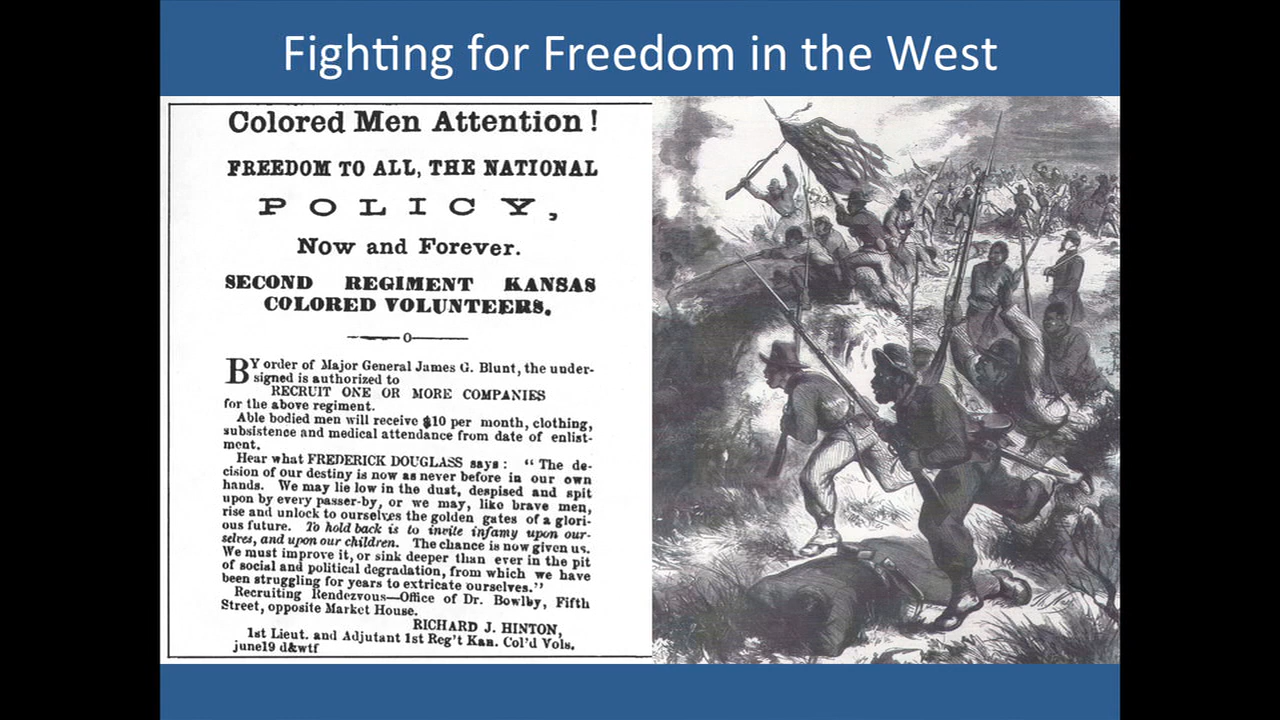 Fighting for Freedom in the West
Colored Men Attention!
FREEDOM TO ALL, THE NATIONAL
POLICY,
Now and Forever.
SECOND REGIMENT KANSAS
COLORED VOLUNTEERS.
BY order of Major General James G. Blunt, the under-
signed is authorized to
RECRUIT ONE OR MORE COMPANIES
for the above regiment.
Able bodied men will receive $10 per month, clothing,
subsistence and medical attendance from date of enlist-
ment.
Hear what FREDERICK DOUGLASS says: "The de-
cision of our destiny is now as never before in our own
hands. We may lie low in the dust, despised and spit
upon by every passer-by, or we may, like brave men,
rise and unlock to ourselves the golden gates of a glori-
ous future. To hold back is to invite infamy upon our-
selves, and upon our children. The chance is now given us.
We must improve it, or sink deeper than ever in the pit
of social and political degradation, from which we have
been struggling for years to extricate ourselves."
Recruiting Rendezvous—Office of Dr. Bowlby, Fifth
Street, opposite Market House.
RICHARD J. HINTON,
1st Lieut. and Adjutant 1st Reg't Kan. Col'd Vols.
june19 d&wtf